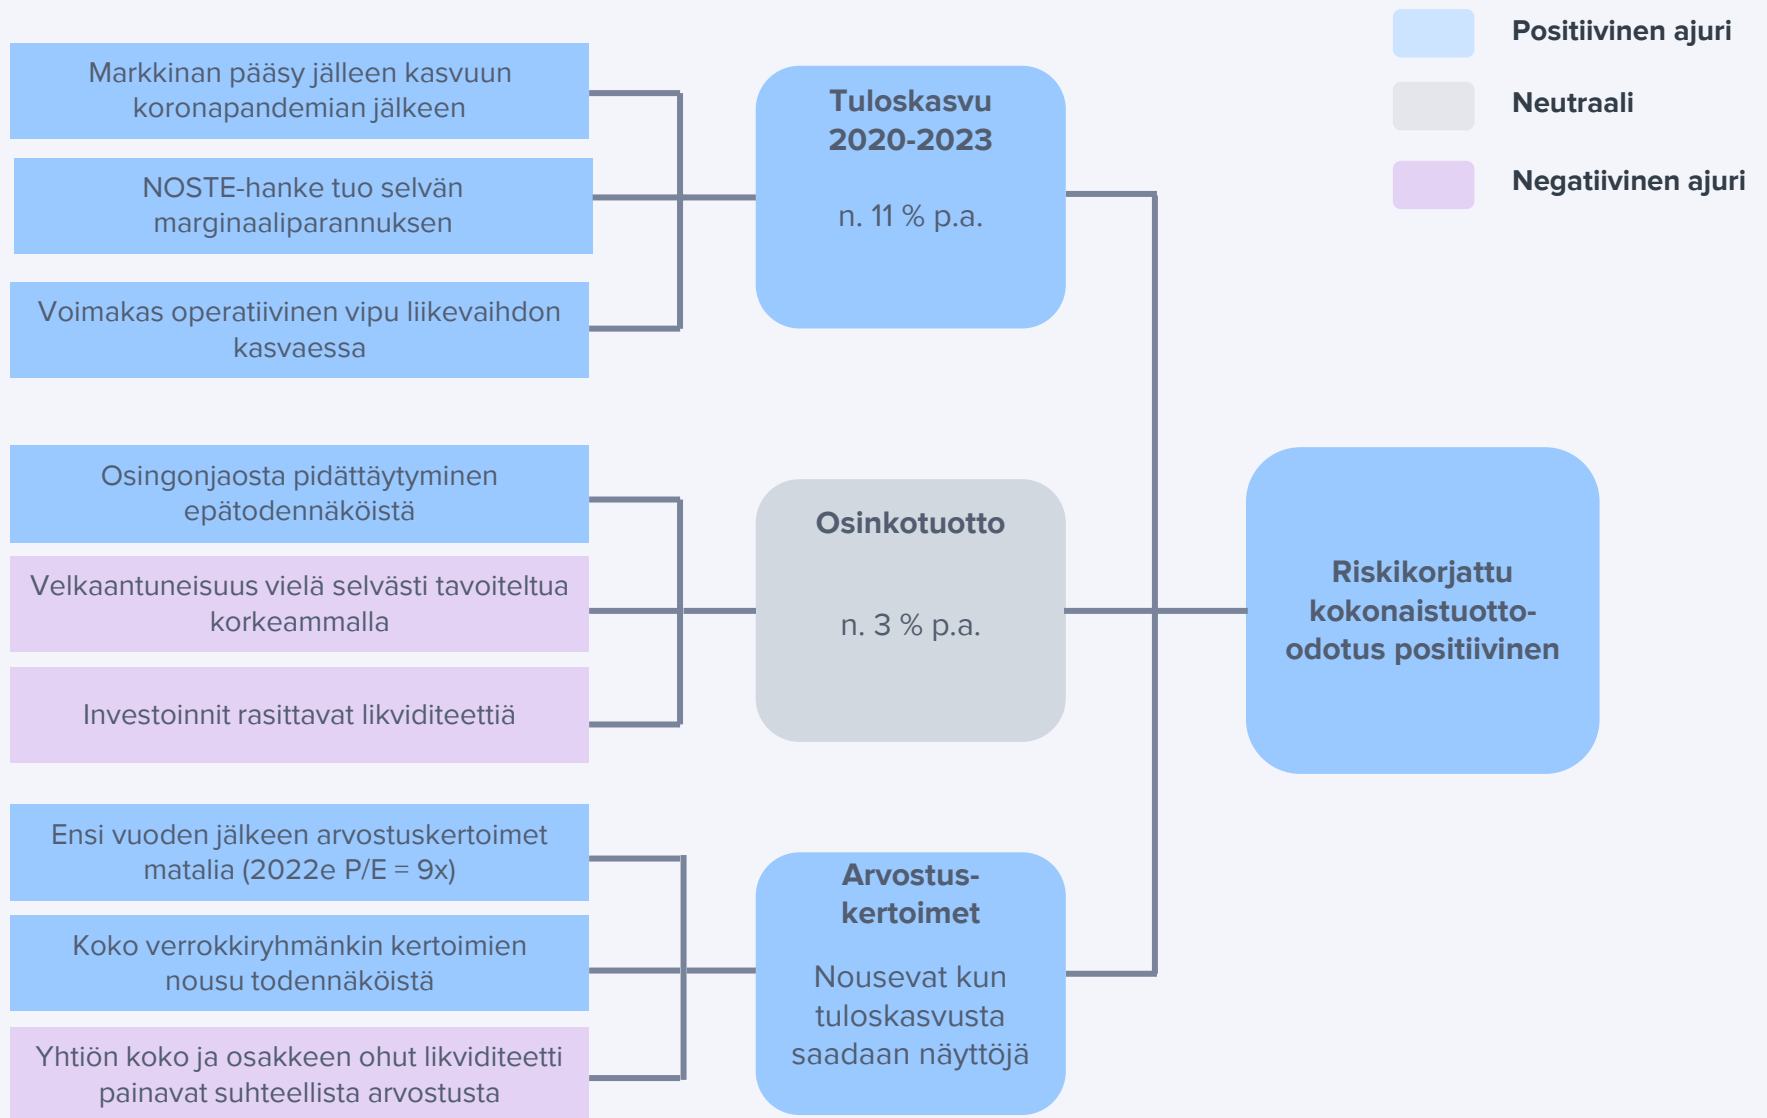 Positiivinen ajuri
Neutraali
Negatiivinen ajuri
Markkinan pääsy jälleen kasvuun
koronapandemian jälkeen
NOSTE-hanke tuo selvän
marginaaliparannuksen
Voimakas operatiivinen vipu liikevaihdon
kasvaessa
Tuloskasvu
2020-2023
n. 11 % p.a.
Osingonjaosta pidättäytyminen
epätodennäköistä
Velkaantuneisuus vielä selvästi tavoiteltua
korkeammalla
Investoinnit rasittavat likviditeettiä
Osinkotuotto
n. 3 % p.a.
Ensi vuoden jälkeen arvostuskertoimet
matalia (2022e P/E = 9x)
Koko verrokkiryhmänkin kertoimien
nousu todennäköistä
Yhtiön koko ja osakkeen ohut likviditeetti
painavat suhteellista arvostusta
Arvostus-
kertoimet
Nousevat kun
tuloskasvusta
saadaan näyttöjä
Riskikorjattu
kokonaistuotto-
odotus positiivinen